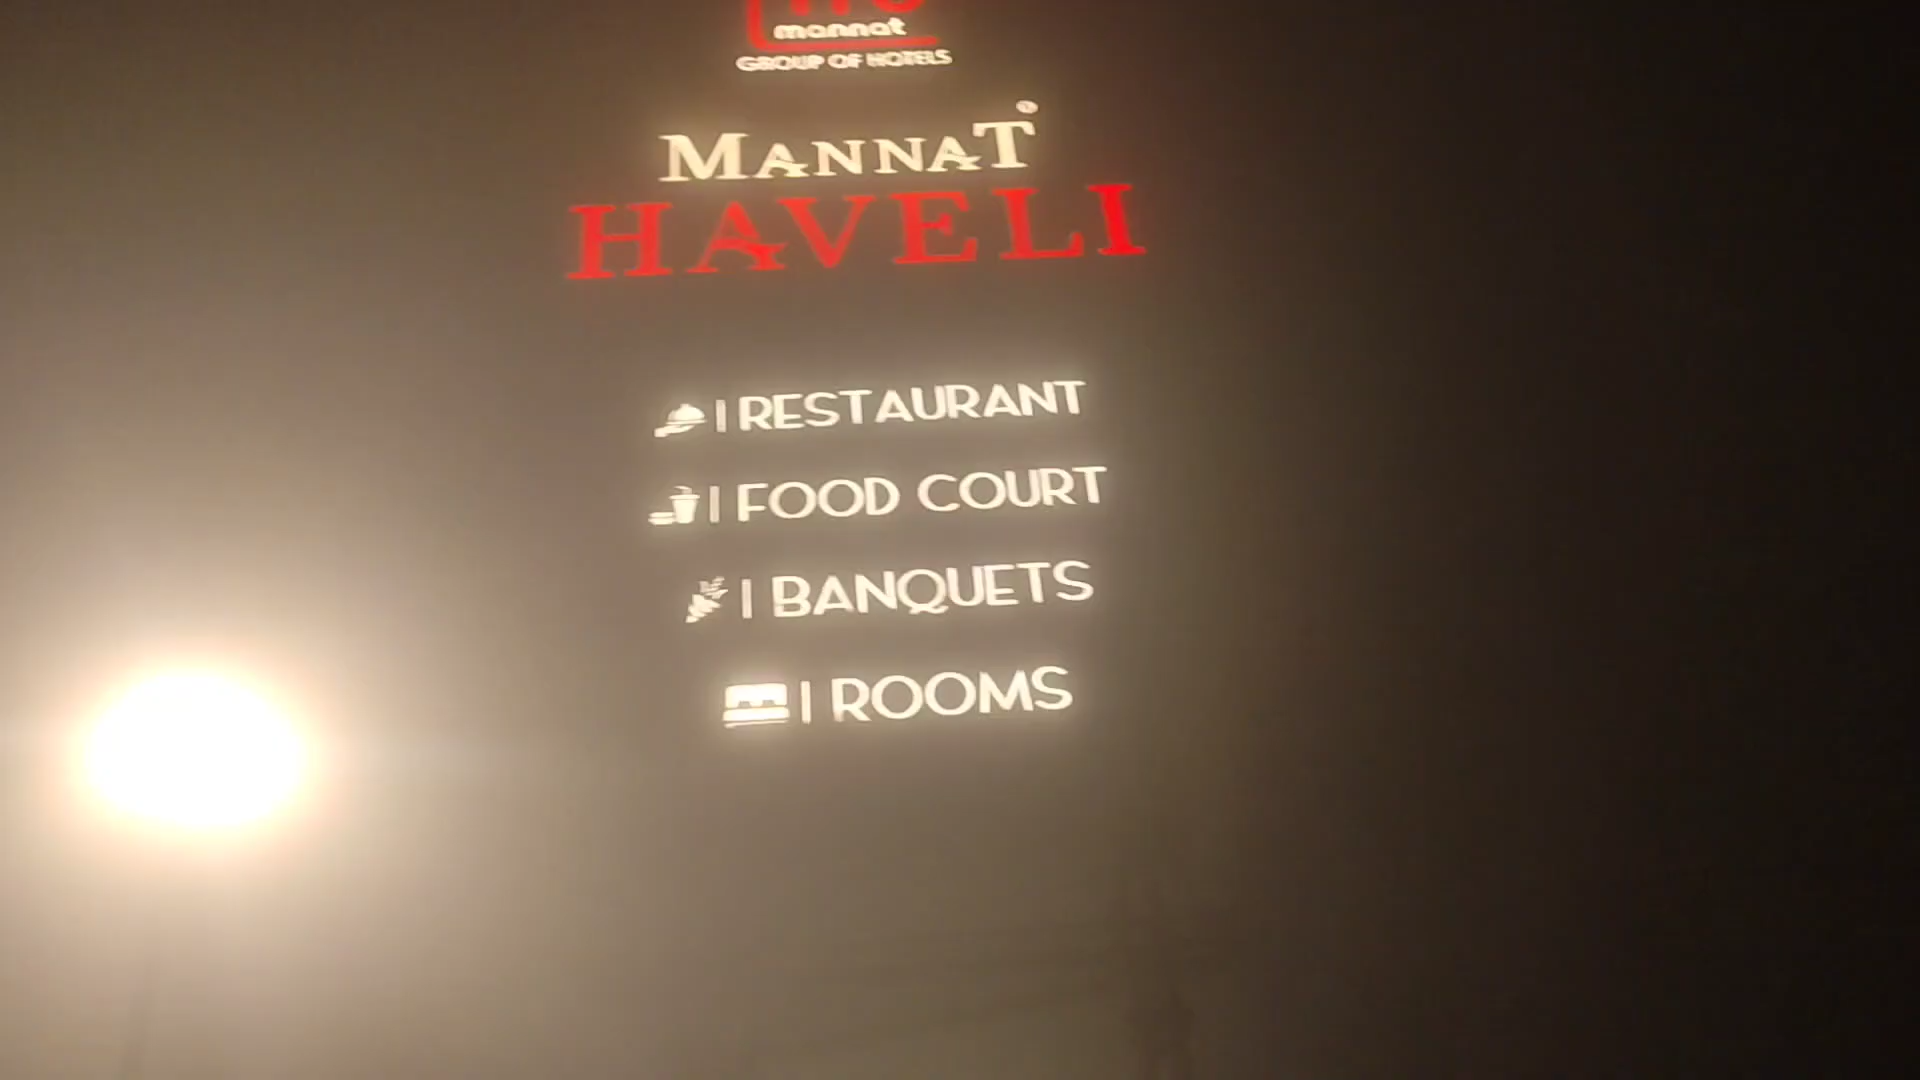 mannat
GROUP OF HOTELS
MANNAT
HAVELI
| RESTAURANT
| FOOD COURT
| BANQUETS
| ROOMS